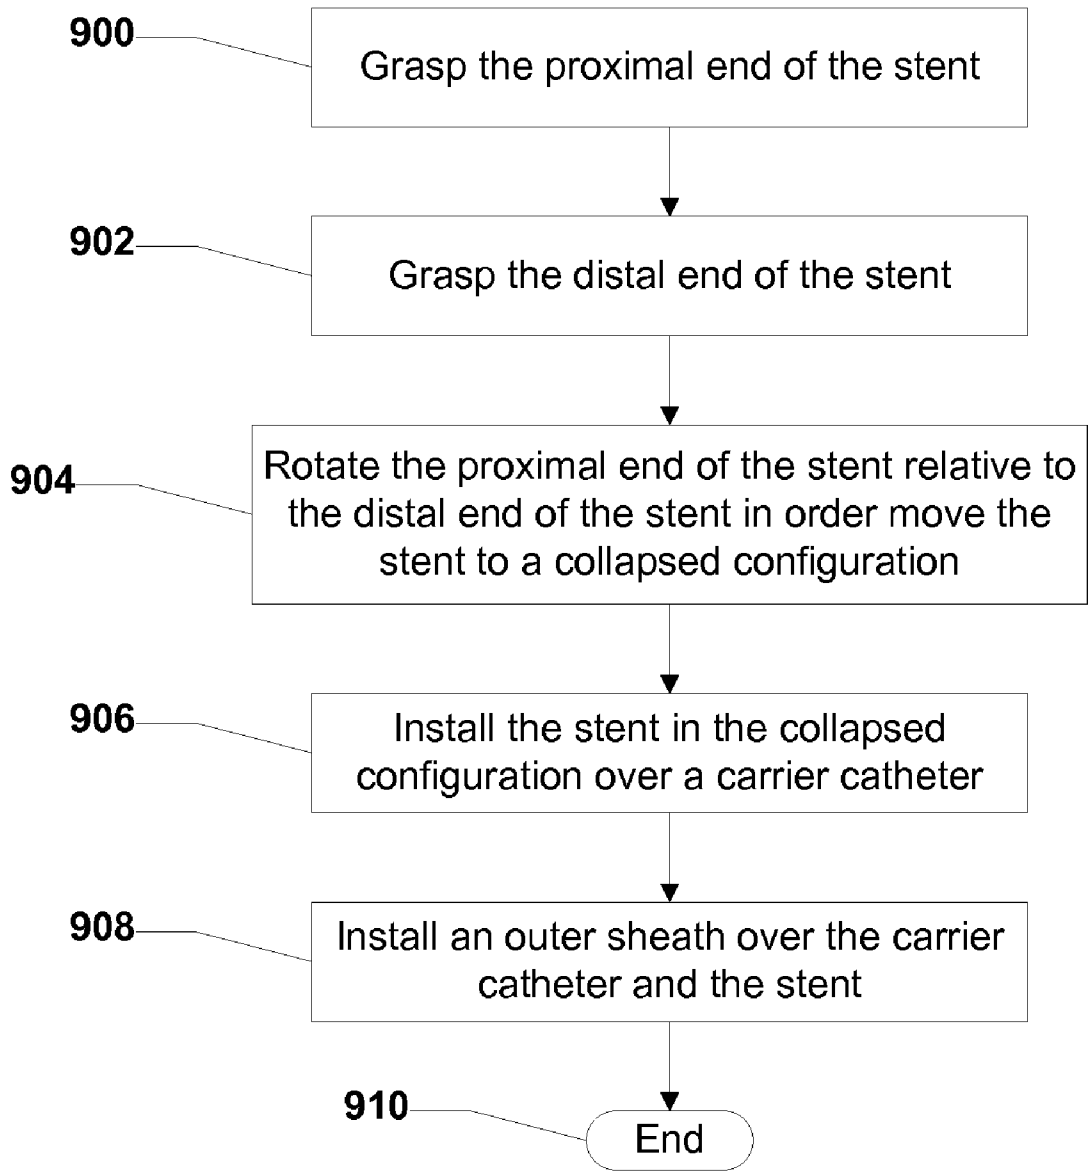 900
Grasp the proximal end of the stent
902
Grasp the distal end of the stent
904
Rotate the proximal end of the stent relative to
the distal end of the stent in order move the
stent to a collapsed configuration
906
Install the stent in the collapsed
configuration over a carrier catheter
908
Install an outer sheath over the carrier
catheter and the stent
910
End